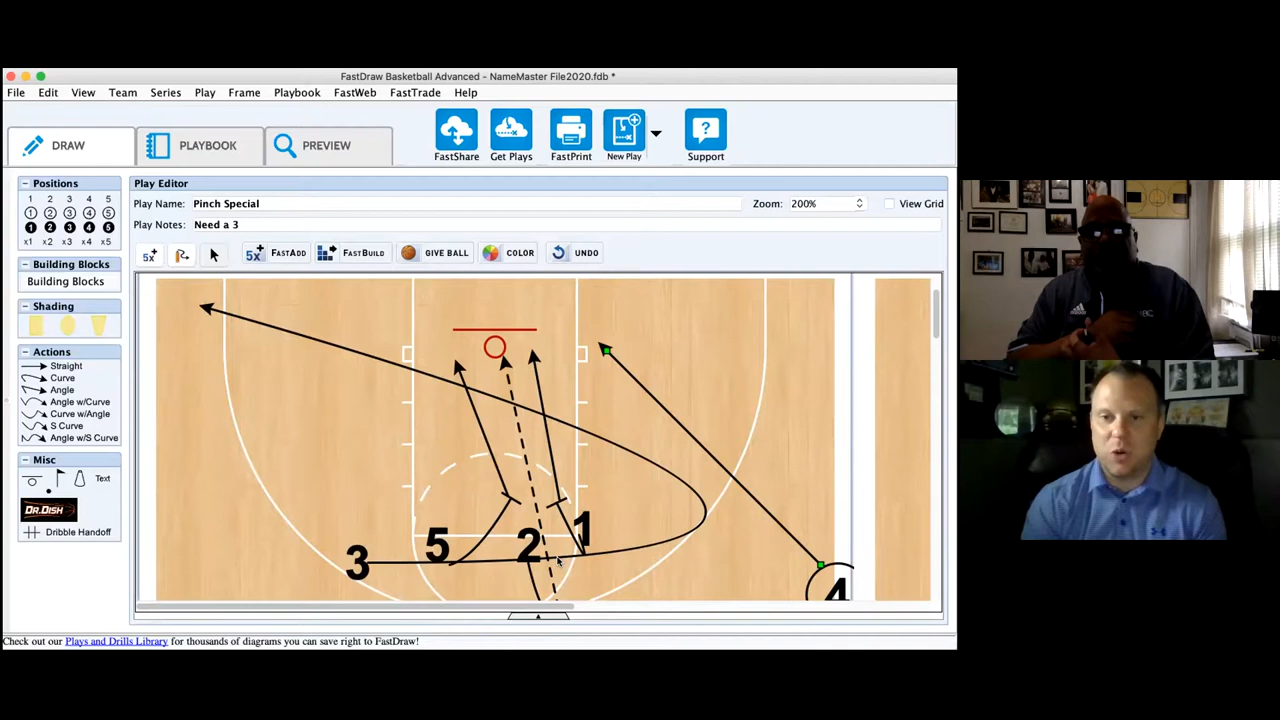 FastDraw Basketball Advanced - NameMaster File2020.fdb *
File Edit View Team Series Play Frame Playbook FastWeb FastTrade Help
DRAW PLAYBOOK PREVIEW
FastShare Get Plays FastPrint New Play Support
Positions
1 2 3 4 5
1 2 3 4 5
1 2 3 4 5
x1 x2 x3 x4 x5
Building Blocks
Building Blocks
Shading
Actions
Straight
Curve
Angle
Angle w/Curve
Curve w/Angle
S Curve
Angle w/S Curve
Misc
Text
DR.DISH
Dribble Handoff
Play Editor
Play Name: Pinch Special Zoom: 200% View Grid
Play Notes: Need a 3
5x+ 5x+ FASTADD FASTBUILD GIVE BALL COLOR UNDO
3 5 2 1 4
Check out our Plays and Drills Library for thousands of diagrams you can save right to FastDraw!